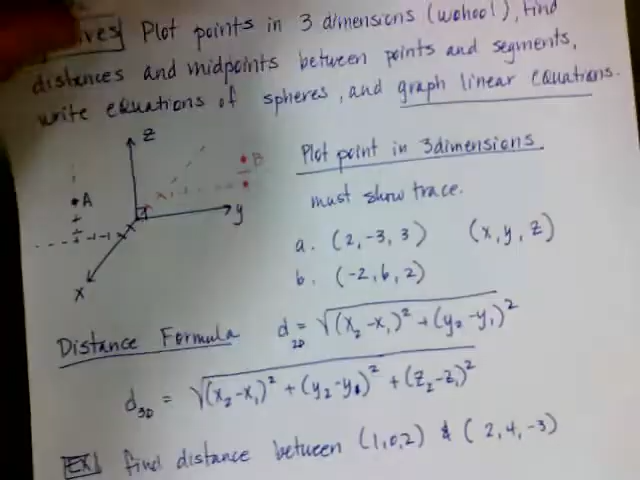 ives Plot points in 3 dimensions (wohoo!), find
distances and midpoints between points and segments,
write equations of spheres, and graph linear equations.
Z
B
A
y
x
Plot point in 3dimensions.
must show trace.
a. (2,-3, 3) (x, y, z)
b. (-2, 6, 2)
Distance Formula d2D = √(x₂-x₁)² + (y₂-y₁)²
d3D = √(x₂-x₁)² + (y₂-y₁)² + (z₂-z₁)²
EX1 find distance between (1,0,2) & (2,4,-3)